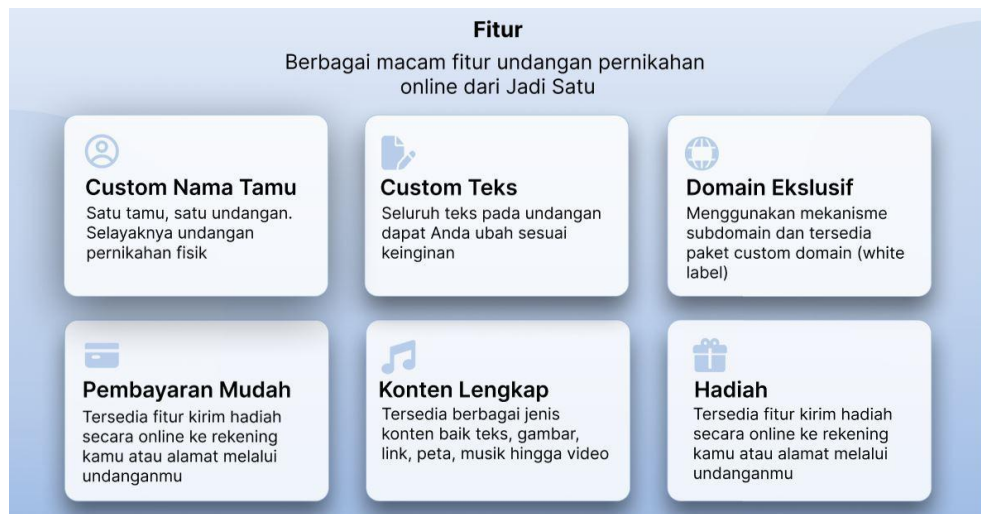 Fitur
Berbagai macam fitur undangan pernikahan
online dari Jadi Satu
Custom Nama Tamu
Satu tamu, satu undangan.
Selayaknya undangan
pernikahan fisik
Custom Teks
Seluruh teks pada undangan
dapat Anda ubah sesuai
keinginan
Domain Ekslusif
Menggunakan mekanisme
subdomain dan tersedia
paket custom domain (white
label)
Pembayaran Mudah
Tersedia fitur kirim hadiah
secara online ke rekening
kamu atau alamat melalui
undanganmu
Konten Lengkap
Tersedia berbagai jenis
konten baik teks, gambar,
link, peta, musik hingga video
Hadiah
Tersedia fitur kirim hadiah
secara online ke rekening
kamu atau alamat melalui
undanganmu